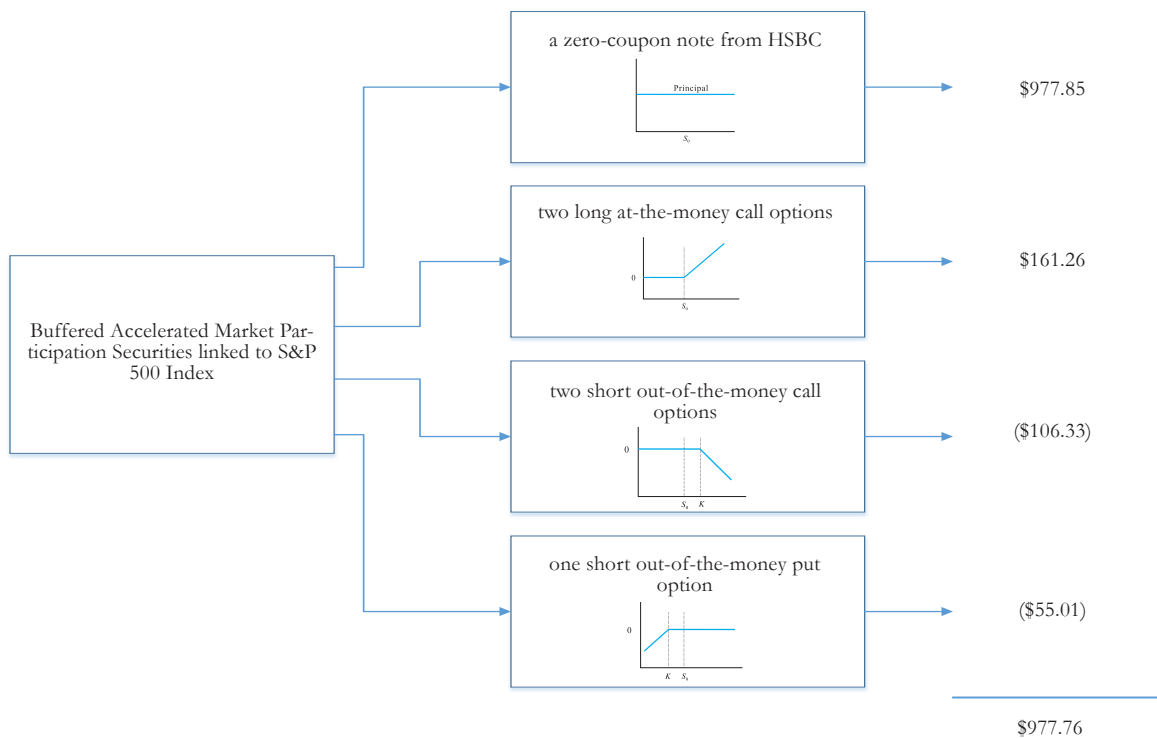 a zero-coupon note from HSBC
Principal
S₀
$977.85
two long at-the-money call options
0
S₀
$161.26
Buffered Accelerated Market Par-
ticipation Securities linked to S&P
500 Index
two short out-of-the-money call
options
0
S₀ K
($106.33)
one short out-of-the-money put
option
0
K S₀
($55.01)
$977.76